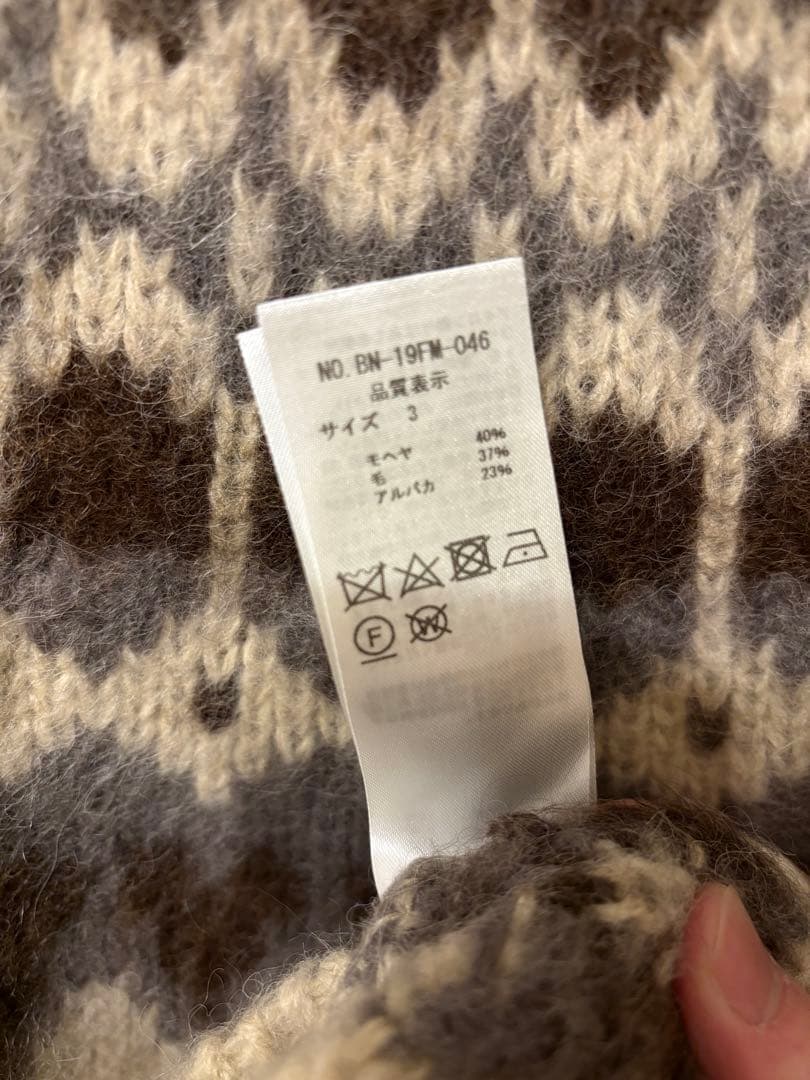 NO. BN-19FM-046
品質表示
サイズ 3
モヘヤ 40%
毛 37%
アルパカ 23%
F W